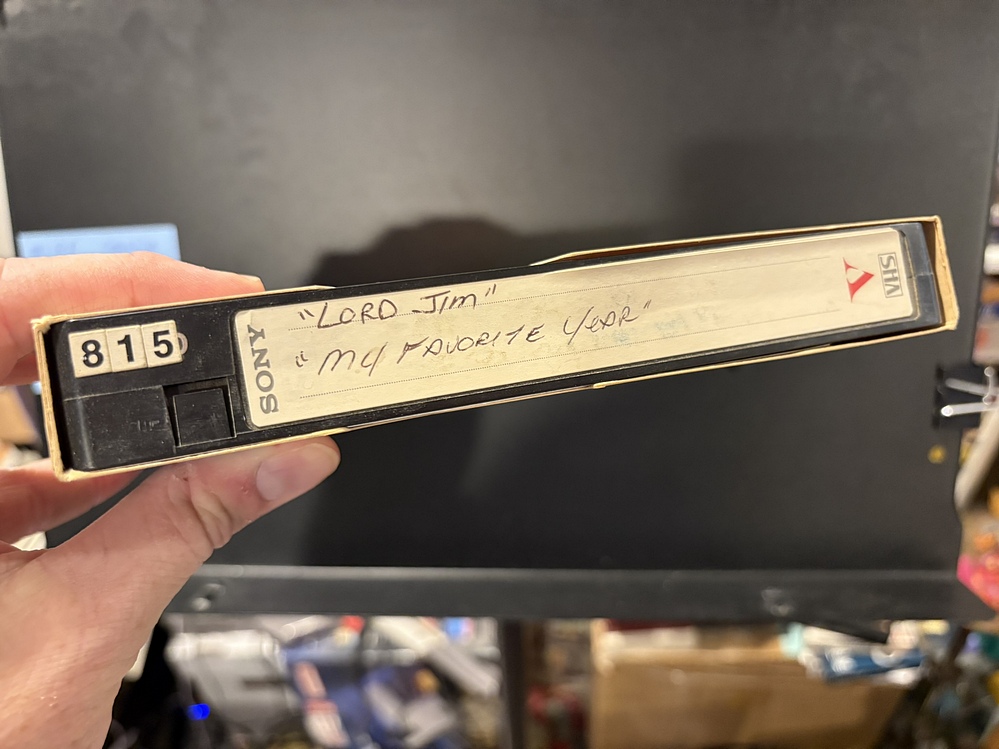 815
SONY
"LORD JIM"
"MY FAVORITE YEAR"
V
VHS